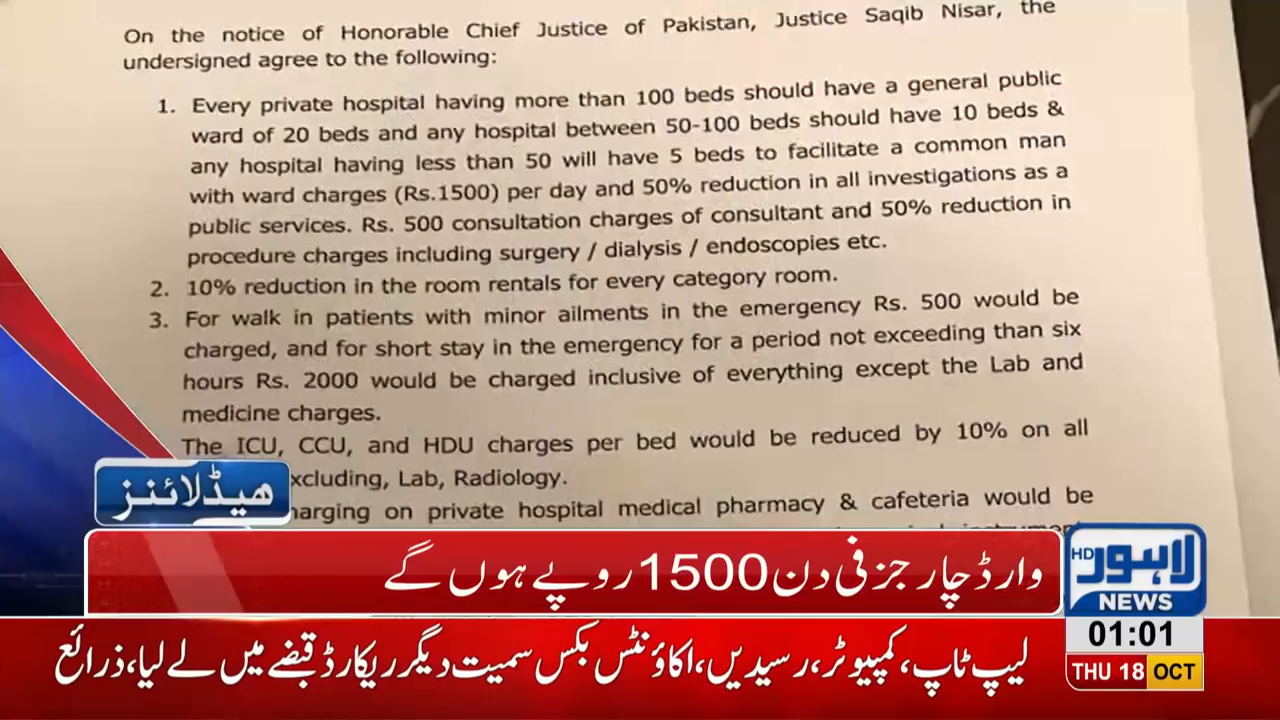 On the notice of Honorable Chief Justice of Pakistan, Justice Saqib Nisar, the
undersigned agree to the following:
1. Every private hospital having more than 100 beds should have a general public
ward of 20 beds and any hospital between 50-100 beds should have 10 beds &
any hospital having less than 50 will have 5 beds to facilitate a common man
with ward charges (Rs.1500) per day and 50% reduction in all investigations as a
public services. Rs. 500 consultation charges of consultant and 50% reduction in
procedure charges including surgery / dialysis / endoscopies etc.
2. 10% reduction in the room rentals for every category room.
3. For walk in patients with minor ailments in the emergency Rs. 500 would be
charged, and for short stay in the emergency for a period not exceeding than six
hours Rs. 2000 would be charged inclusive of everything except the Lab and
medicine charges.
The ICU, CCU, and HDU charges per bed would be reduced by 10% on all
xcluding, Lab, Radiology.
harging on private hospital medical pharmacy & cafeteria would be
ھیڈلائنز
وارڈ چارجز فی دن 1500 روپے ہوں گے
HD لاہور
NEWS
01:01
THU 18 OCT
لیپ ٹاپ، کمپیوٹر، رسیدیں، اکاؤنٹس بکس سمیت دیگر ریکارڈ قبضے میں لے لیا، ذرائع